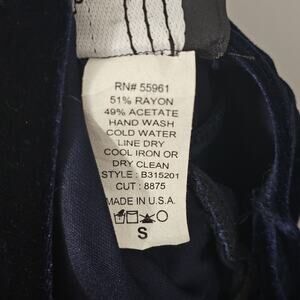 RN# 55961
51% RAYON
49% ACETATE
HAND WASH
COLD WATER
LINE DRY
COOL IRON OR
DRY CLEAN
STYLE : B315201
CUT : 8875
MADE IN U.S.A.
S